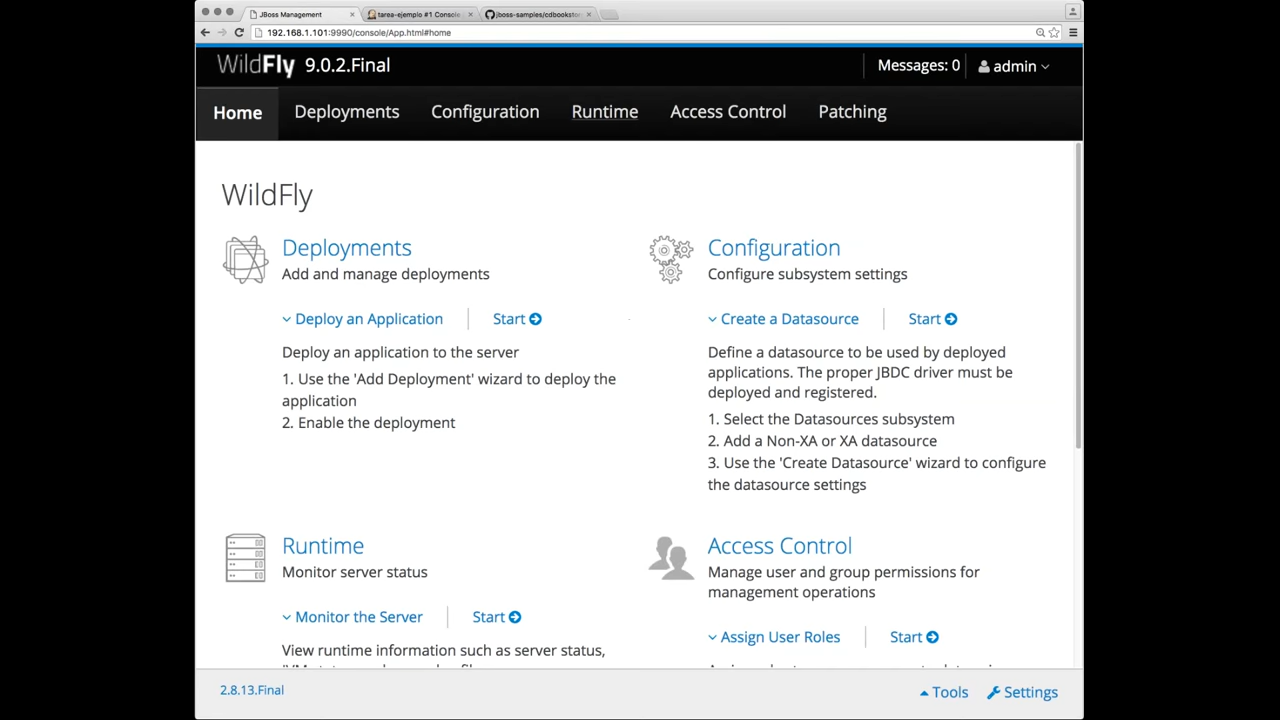 JBoss Management
tarea-ejemplo #1 Console
jboss-samples/cdbooksto
192.168.1.101:9990/console/App.html#home
WildFly 9.0.2.Final
Messages: 0
admin
Home
Deployments
Configuration
Runtime
Access Control
Patching
WildFly
Deployments
Add and manage deployments
Deploy an Application
Start
Deploy an application to the server
1. Use the 'Add Deployment' wizard to deploy the
application
2. Enable the deployment
Configuration
Configure subsystem settings
Create a Datasource
Start
Define a datasource to be used by deployed
applications. The proper JBDC driver must be
deployed and registered.
1. Select the Datasources subsystem
2. Add a Non-XA or XA datasource
3. Use the 'Create Datasource' wizard to configure
the datasource settings
Runtime
Monitor server status
Monitor the Server
Start
View runtime information such as server status,
Access Control
Manage user and group permissions for
management operations
Assign User Roles
Start
2.8.13.Final
Tools
Settings